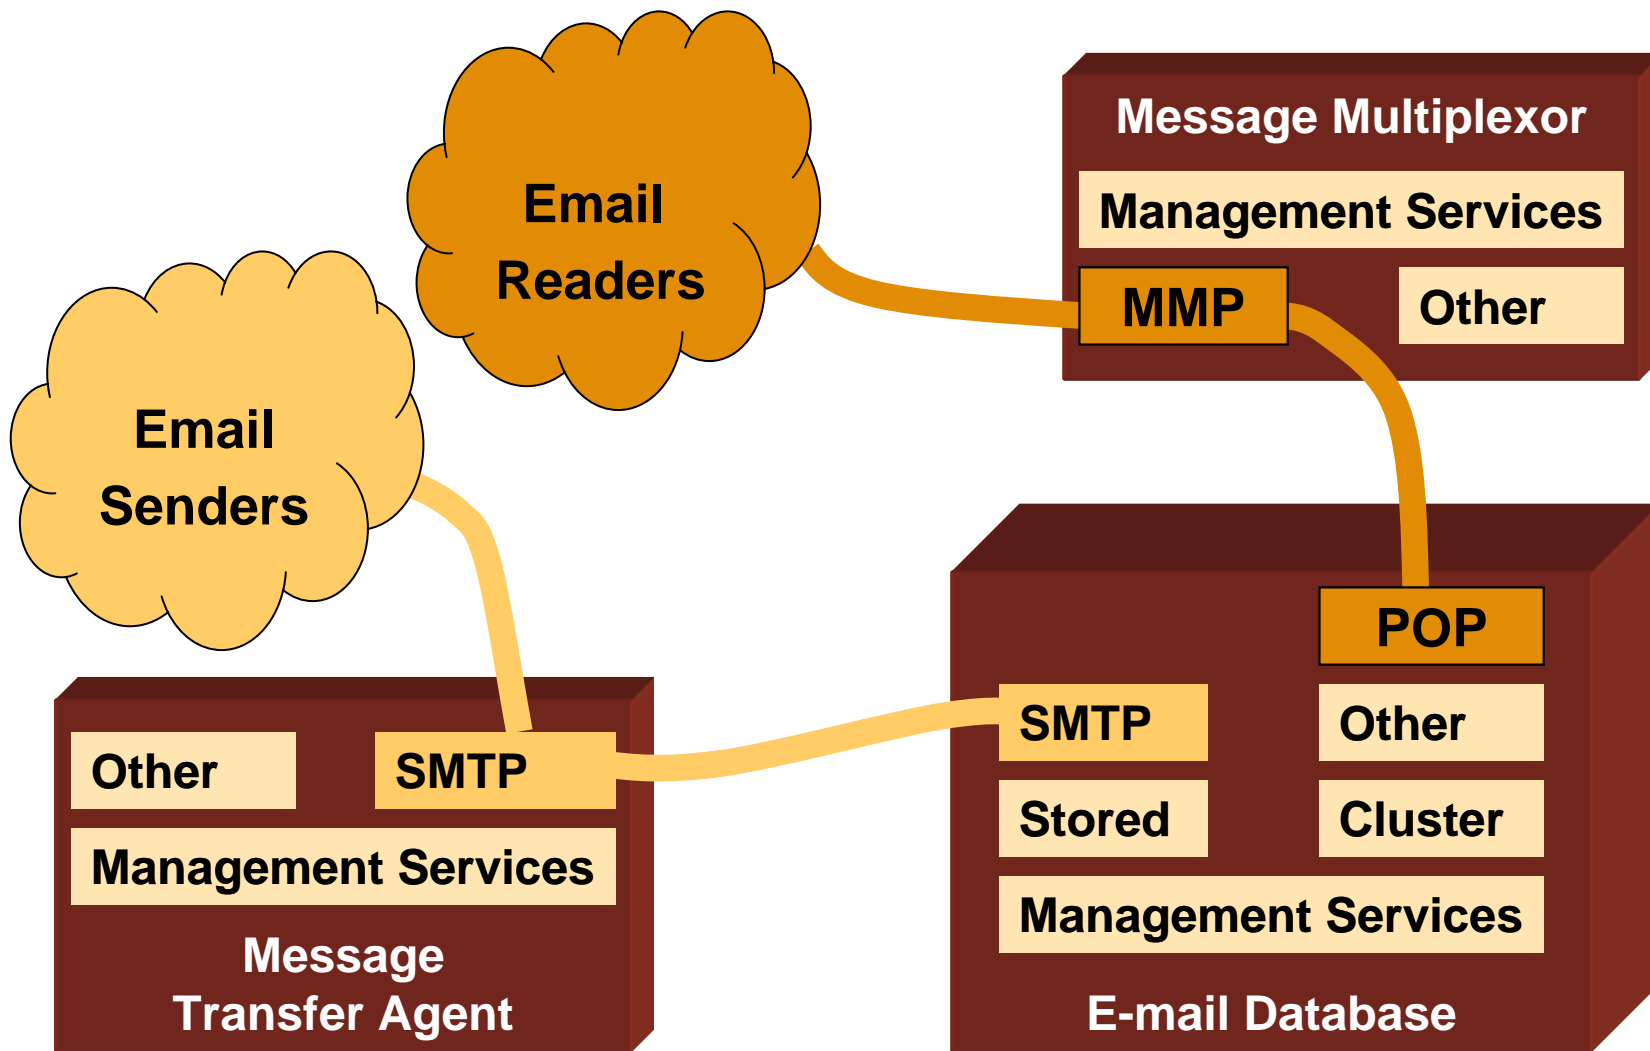 Email
Readers
Message Multiplexor
Management Services
MMP
Other
Email
Senders
POP
SMTP
Other
Stored
Cluster
Management Services
E-mail Database
Other
SMTP
Management Services
Message
Transfer Agent